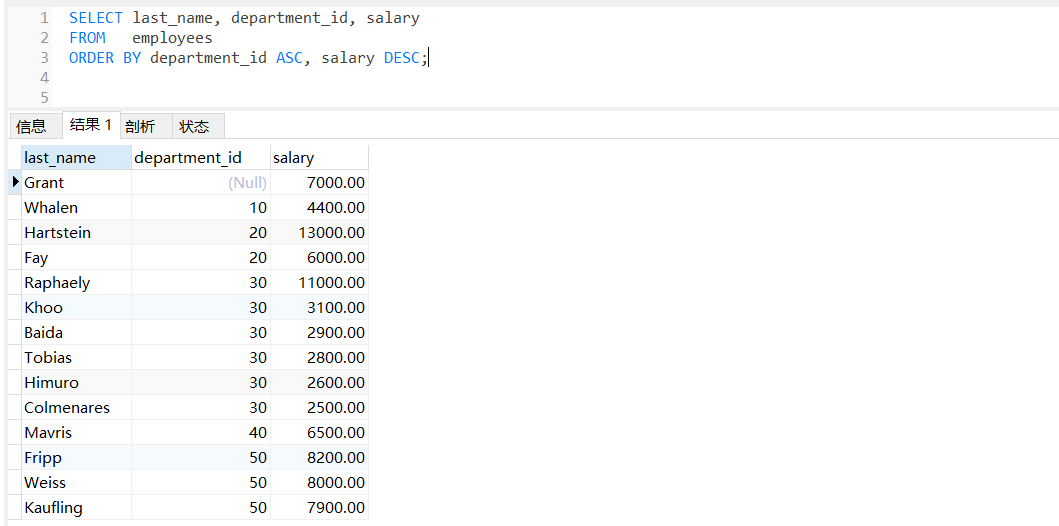 1 SELECT last_name, department_id, salary
2 FROM   employees
3 ORDER BY department_id ASC, salary DESC;
4
5
信息 结果 1 剖析 状态
last_name department_id salary
Grant (Null) 7000.00
Whalen 10 4400.00
Hartstein 20 13000.00
Fay 20 6000.00
Raphaely 30 11000.00
Khoo 30 3100.00
Baida 30 2900.00
Tobias 30 2800.00
Himuro 30 2600.00
Colmenares 30 2500.00
Mavris 40 6500.00
Fripp 50 8200.00
Weiss 50 8000.00
Kaufling 50 7900.00